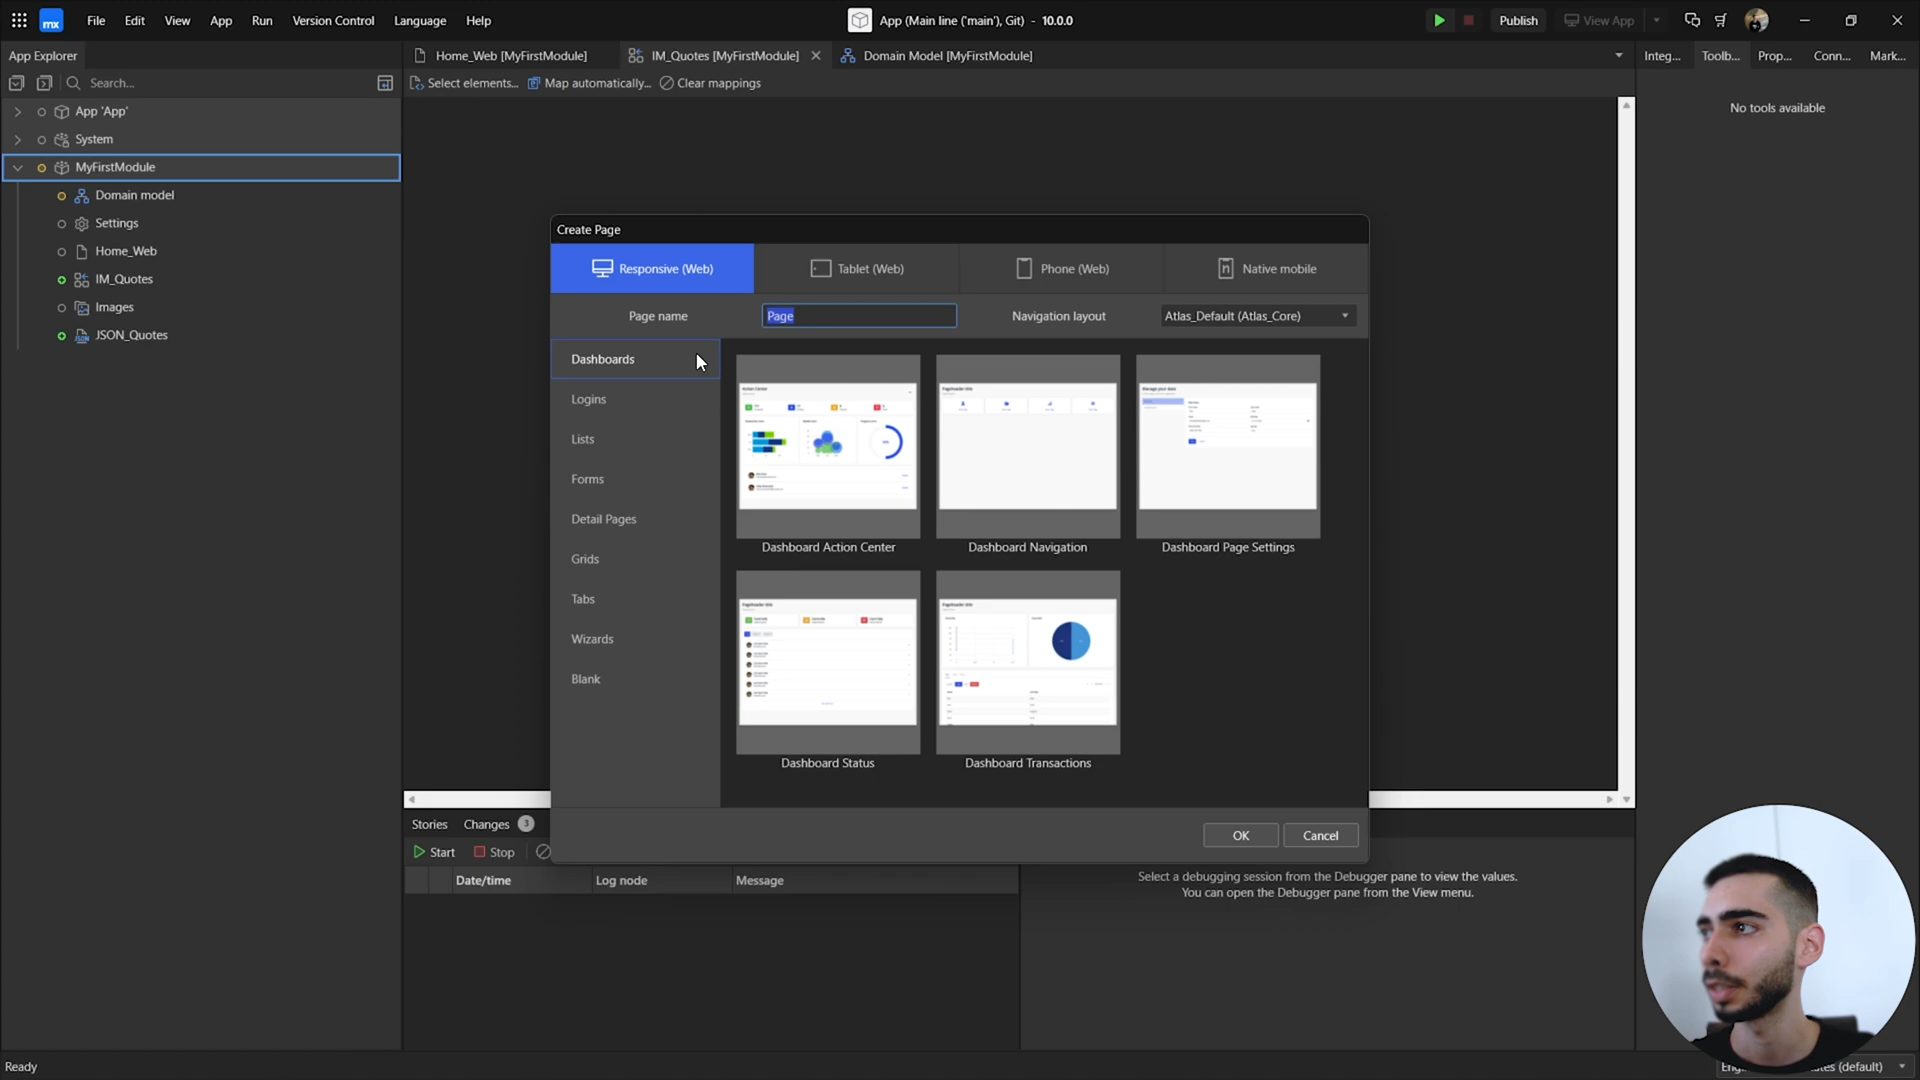 mx File Edit View App Run Version Control Language Help
App (Main line ('main'), Git) - 10.0.0
Publish View App
App Explorer
Home_Web [MyFirstModule] IM_Quotes [MyFirstModule] Domain Model [MyFirstModule]
Integ... Toolb... Prop... Conn... Mark...
Search...
Select elements... Map automatically... Clear mappings
No tools available
App 'App'
System
MyFirstModule
Domain model
Settings
Home_Web
IM_Quotes
Images
JSON_Quotes
Create Page
Responsive (Web) Tablet (Web) Phone (Web) Native mobile
Page name Page Navigation layout Atlas_Default (Atlas_Core)
Dashboards
Logins
Lists
Forms
Detail Pages
Grids
Tabs
Wizards
Blank
Dashboard Action Center Dashboard Navigation Dashboard Page Settings
Dashboard Status Dashboard Transactions
OK Cancel
Stories Changes 3
Start Stop
Date/time Log node Message
Select a debugging session from the Debugger pane to view the values.
You can open the Debugger pane from the View menu.
Ready
(default)